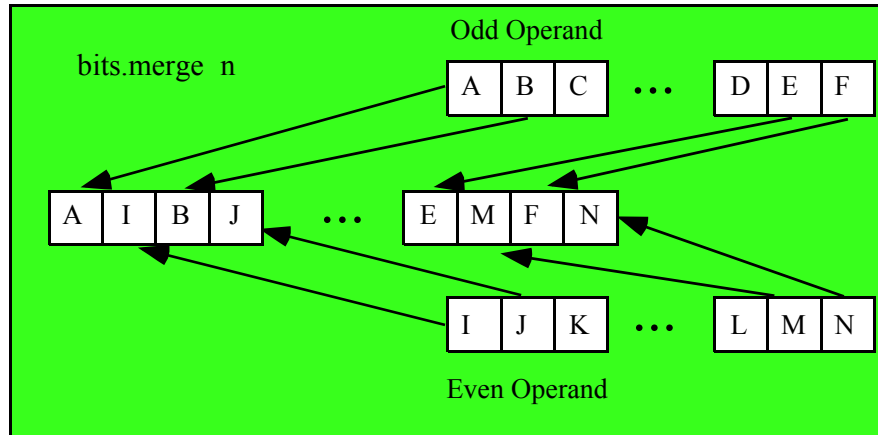 Odd Operand
bits.merge n
A B C ... D E F
A I B J ... E M F N
I J K ... L M N
Even Operand